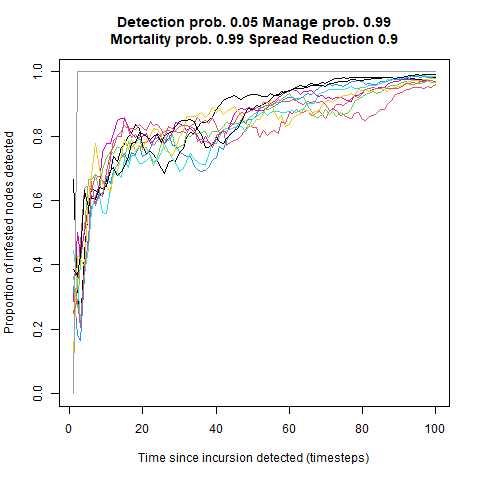 Detection prob. 0.05 Manage prob. 0.99
Mortality prob. 0.99 Spread Reduction 0.9
Proportion of infested nodes detected
1.0
0.8
0.6
0.4
0.2
0.0
0 20 40 60 80 100
Time since incursion detected (timesteps)